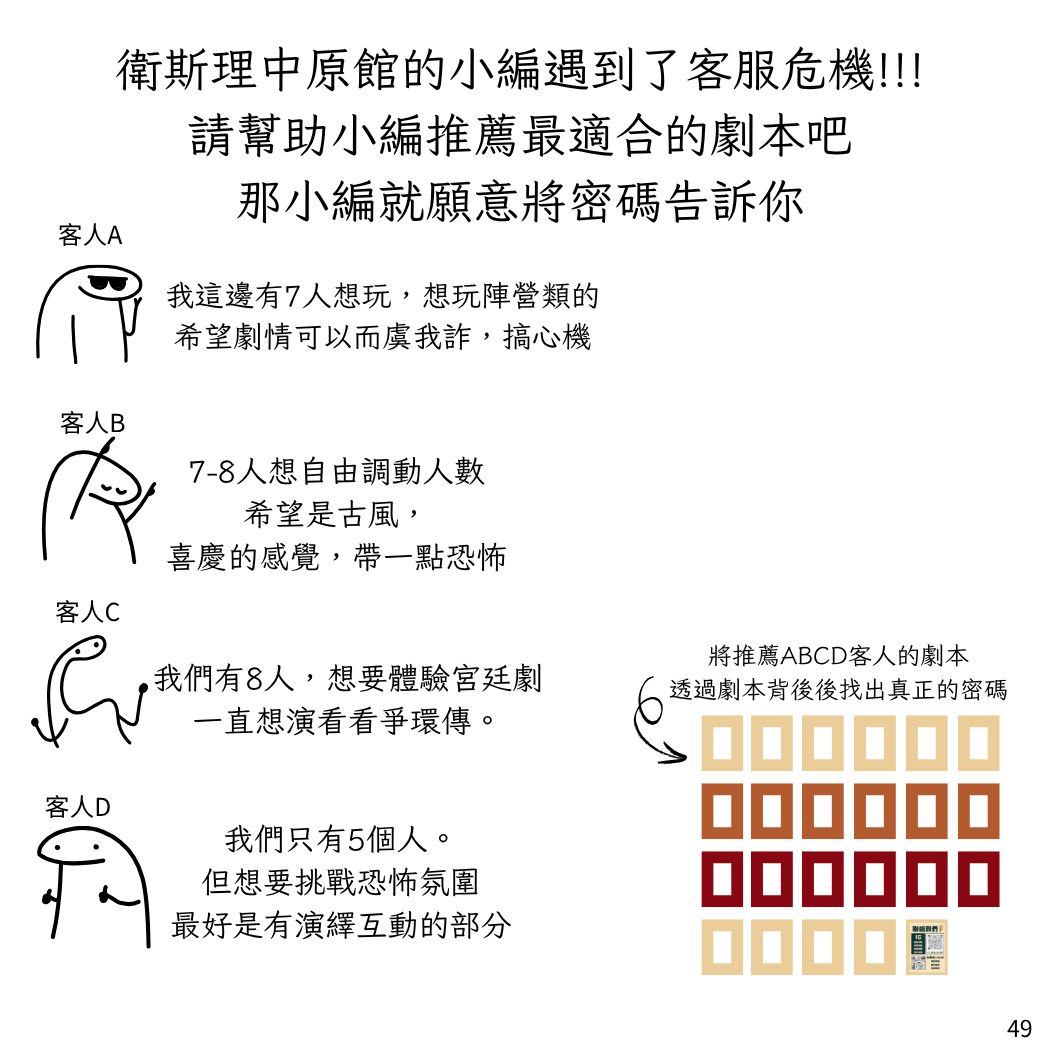 衛斯理中原館的小編遇到了客服危機!!!
請幫助小編推薦最適合的劇本吧
那小編就願意將密碼告訴你
客人A
我這邊有7人想玩，想玩陣營類的
希望劇情可以而虞我詐，搞心機
客人B
7-8人想自由調動人數
希望是古風，
喜慶的感覺，帶一點恐怖
客人C
我們有8人，想要體驗宮廷劇
一直想演看看爭環傳。
客人D
我們只有5個人。
但想要挑戰恐怖氛圍
最好是有演繹互動的部分
將推薦ABCD客人的劇本
透過劇本背後後找出真正的密碼
聯絡我們
IG
49